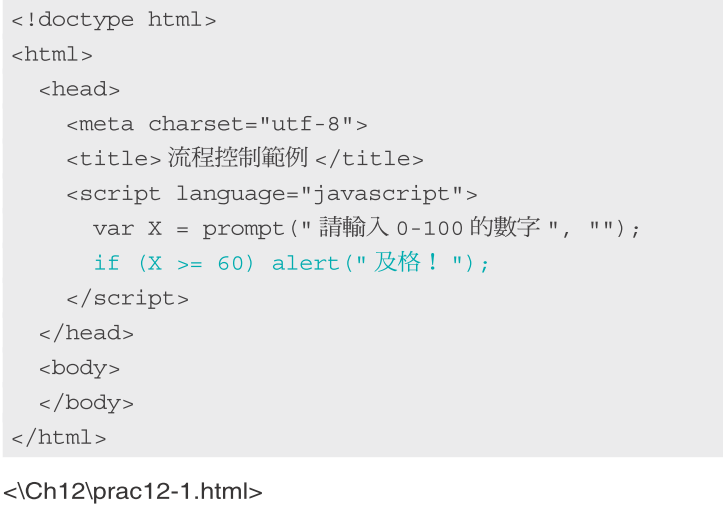 <!doctype html>
<html>
  <head>
    <meta charset="utf-8">
    <title> 流程控制範例 </title>
    <script language="javascript">
      var X = prompt(" 請輸入 0-100 的數字 ", "");
      if (X >= 60) alert(" 及格！ ");
    </script>
  </head>
  <body>
  </body>
</html>
<\Ch12\prac12-1.html>